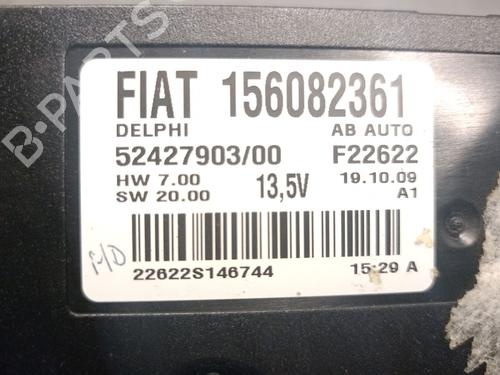 FIAT 156082361
DELPHI AB AUTO
52427903/00 F22622
HW 7.00 13,5V 19.10.09
SW 20.00 A1
22622S146744 15:29 A
B-PARTS